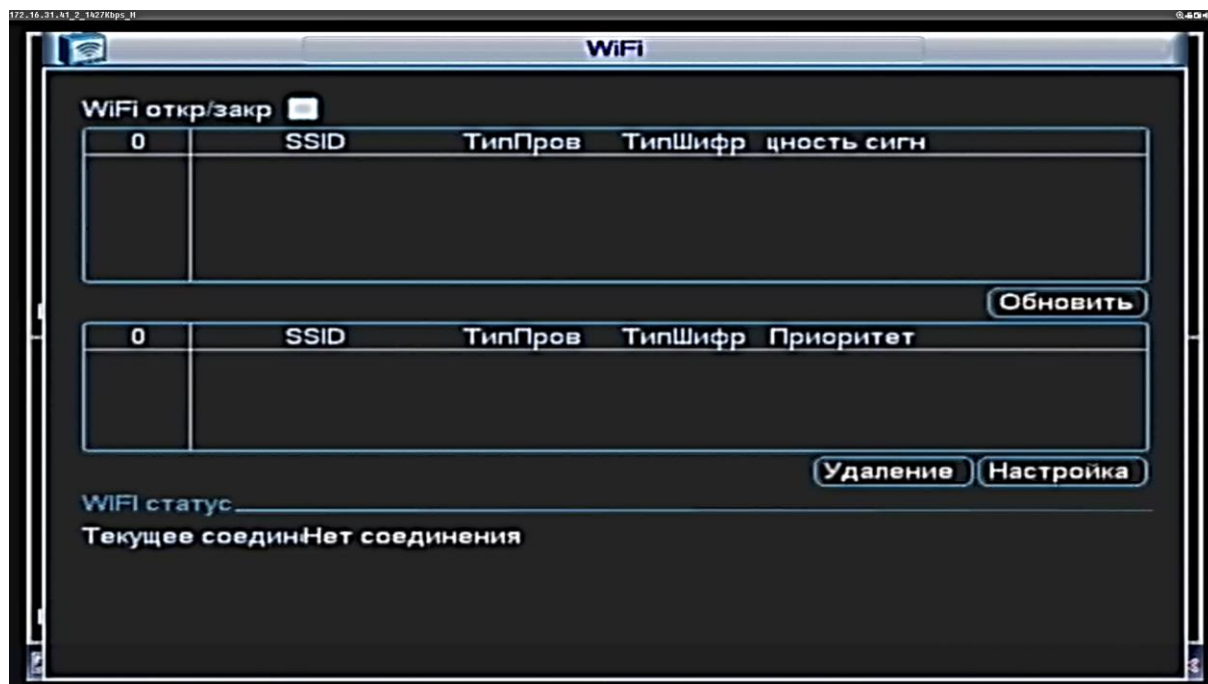 172.16.31.41_2_1427Kbps_H
WiFi
WiFi откр/закр
0 SSID ТипПров ТипШифр цность сигн
Обновить
0 SSID ТипПров ТипШифр Приоритет
Удаление Настройка
WIFI статус
Текущее соедин Нет соединения